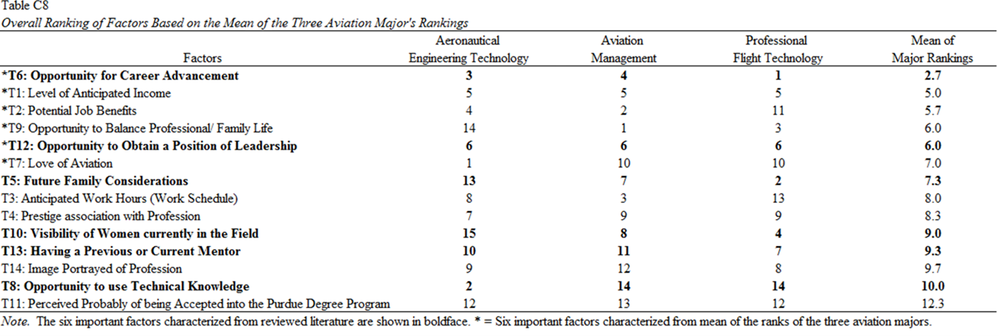 Table C8
Overall Ranking of Factors Based on the Mean of the Three Aviation Major's Rankings
Aeronautical Aviation Professional Mean of
Factors Engineering Technology Management Flight Technology Major Rankings
*T6: Opportunity for Career Advancement 3 4 1 2.7
*T1: Level of Anticipated Income 5 5 5 5.0
*T2: Potential Job Benefits 4 2 11 5.7
*T9: Opportunity to Balance Professional/ Family Life 14 1 3 6.0
*T12: Opportunity to Obtain a Position of Leadership 6 6 6 6.0
*T7: Love of Aviation 1 10 10 7.0
T5: Future Family Considerations 13 7 2 7.3
T3: Anticipated Work Hours (Work Schedule) 8 3 13 8.0
T4: Prestige association with Profession 7 9 9 8.3
T10: Visibility of Women currently in the Field 15 8 4 9.0
T13: Having a Previous or Current Mentor 10 11 7 9.3
T14: Image Portrayed of Profession 9 12 8 9.7
T8: Opportunity to use Technical Knowledge 2 14 14 10.0
T11: Perceived Probably of being Accepted into the Purdue Degree Program 12 13 12 12.3
Note. The six important factors characterized from reviewed literature are shown in boldface. * = Six important factors characterized from mean of the ranks of the three aviation majors.